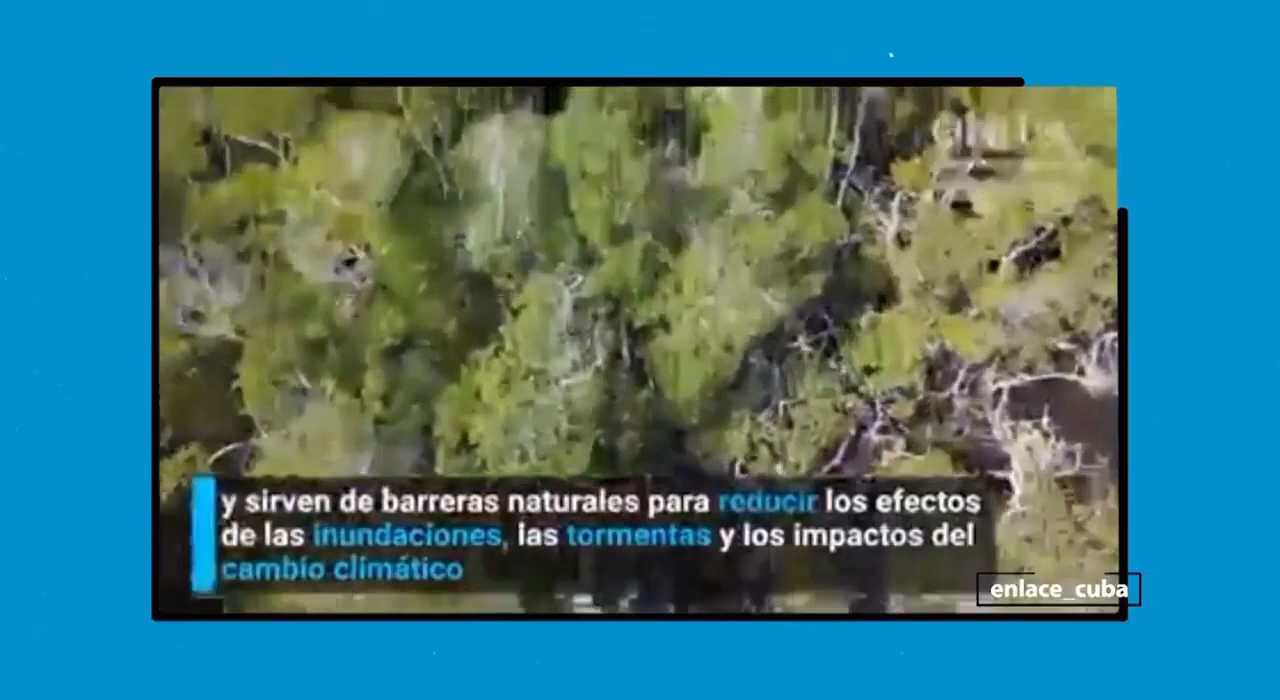 y sirven de barreras naturales para reducir los efectos
de las inundaciones, las tormentas y los impactos del
cambio climático
enlace_cuba